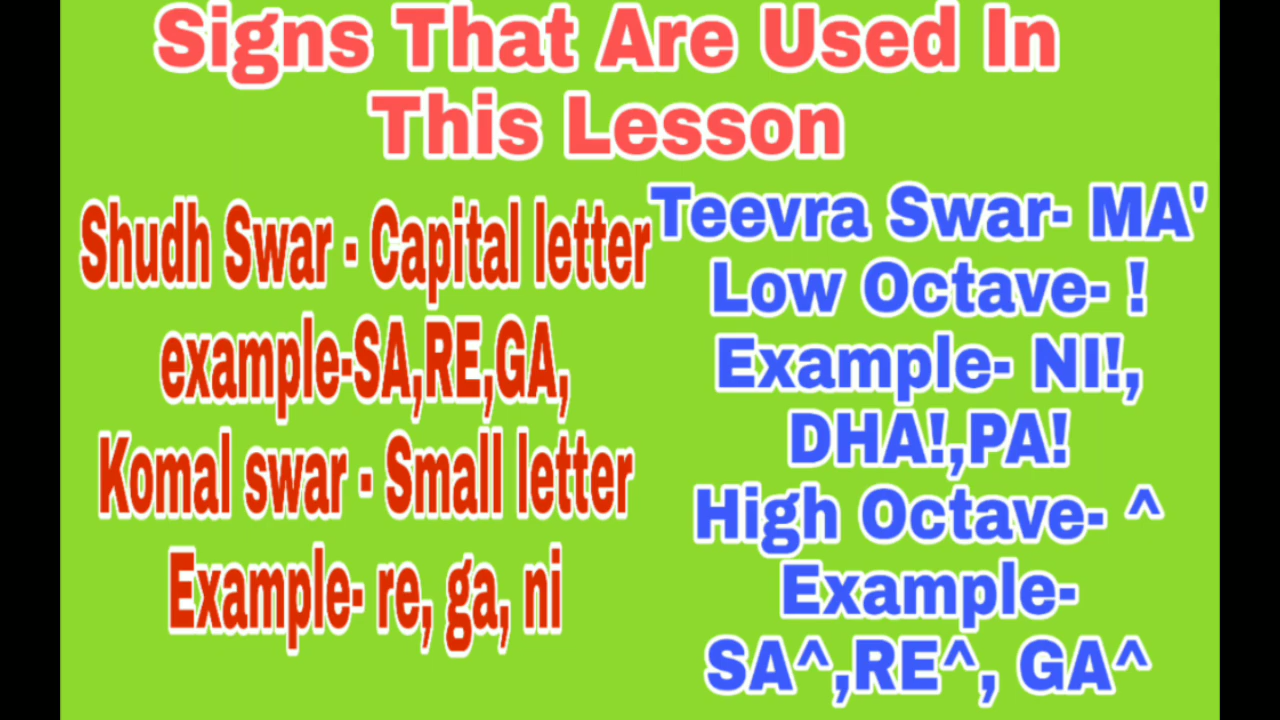 Signs That Are Used In
This Lesson
Shudh Swar - Capital letter
example-SA,RE,GA,
Komal swar - Small letter
Example- re, ga, ni
Teevra Swar- MA'
Low Octave- !
Example- NI!,
DHA!,PA!
High Octave- ^
Example-
SA^,RE^, GA^